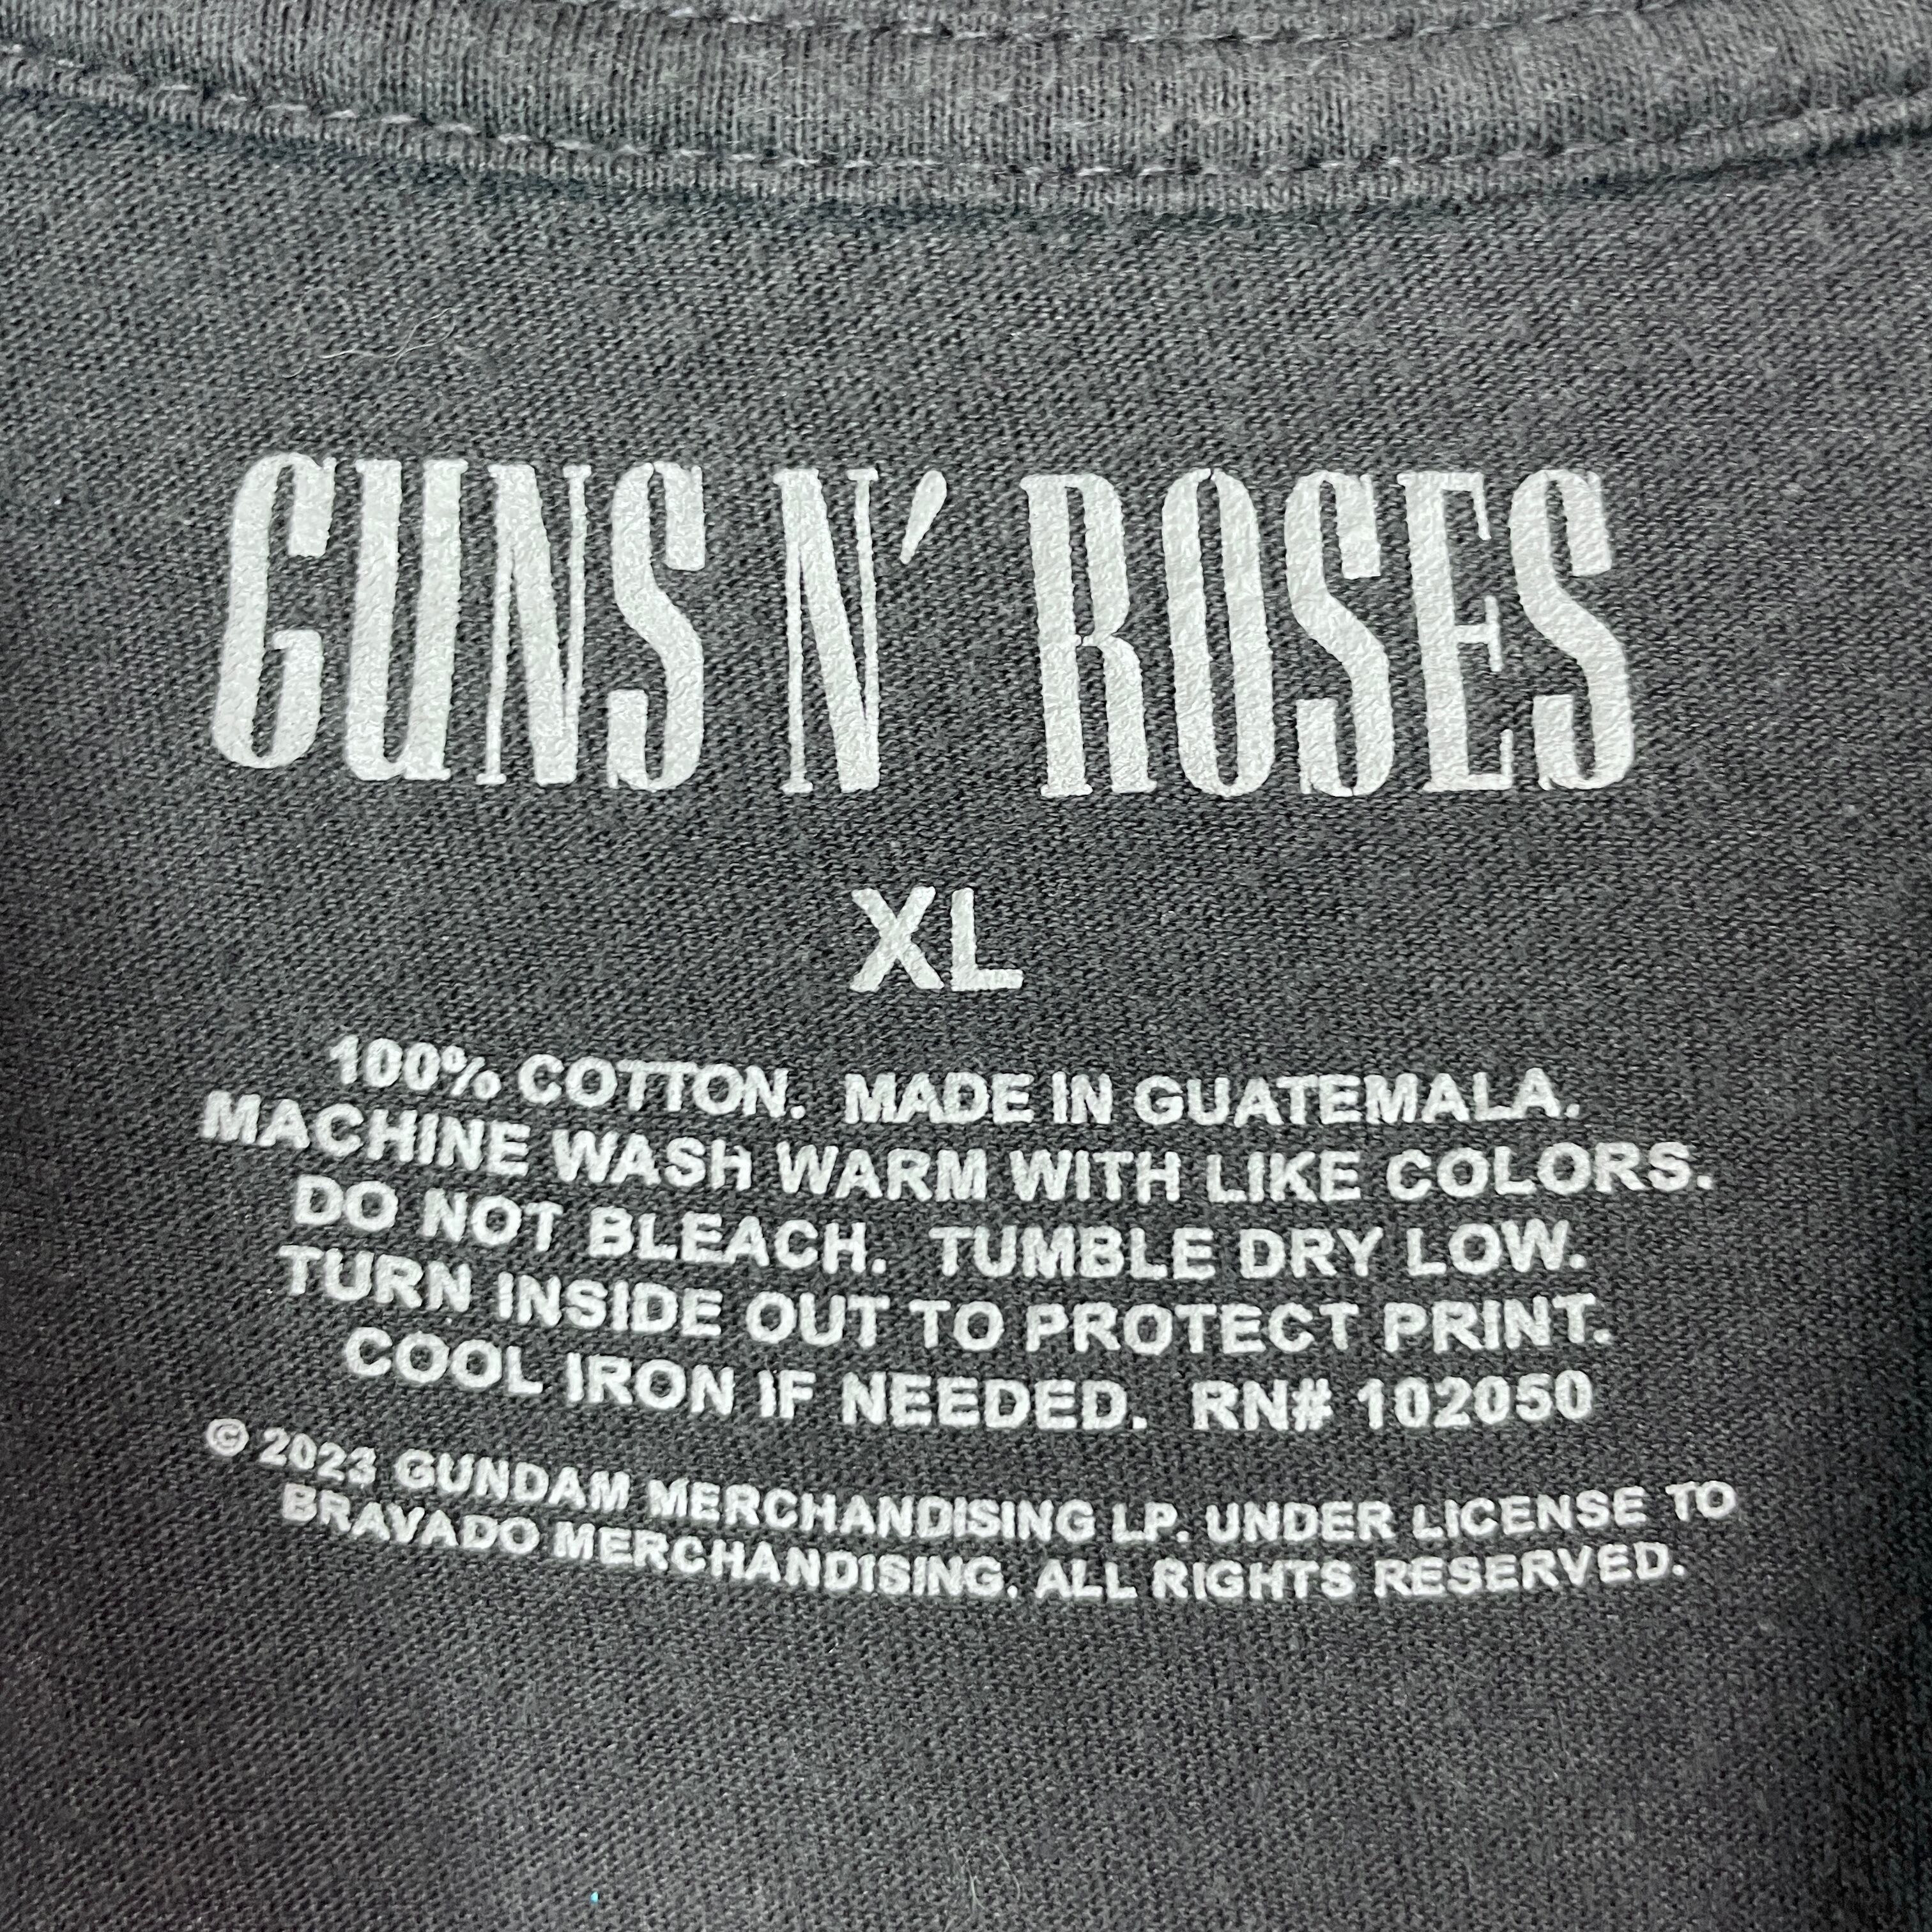 GUNS N' ROSES
XL
100% COTTON. MADE IN GUATEMALA.
MACHINE WASH WARM WITH LIKE COLORS.
DO NOT BLEACH. TUMBLE DRY LOW.
TURN INSIDE OUT TO PROTECT PRINT.
COOL IRON IF NEEDED. RN# 102050
© 2023 GUNDAM MERCHANDISING LP. UNDER LICENSE TO
BRAVADO MERCHANDISING. ALL RIGHTS RESERVED.